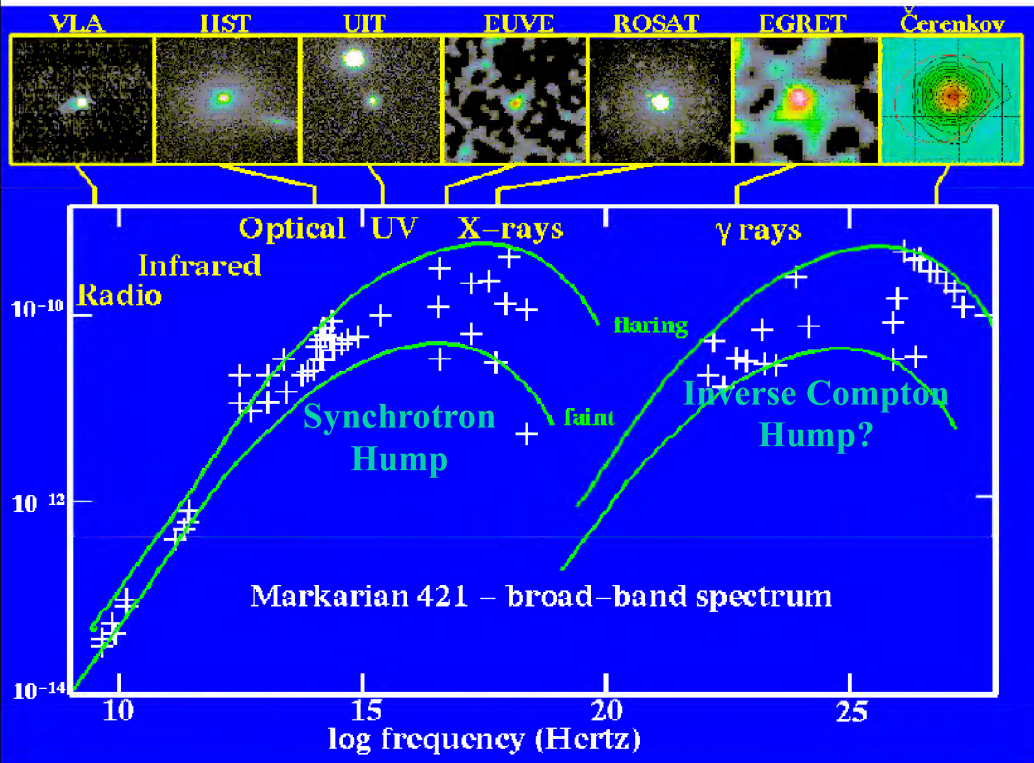 VLA HST UIT EUVE ROSAT EGRET Čerenkov
Optical UV X–rays γ rays
Infrared
Radio
10⁻¹⁰
flaring
Synchrotron
Hump
faint
Inverse Compton
Hump?
10⁻¹²
Markarian 421 – broad–band spectrum
10⁻¹⁴
10 15 20 25
log frequency (Hertz)